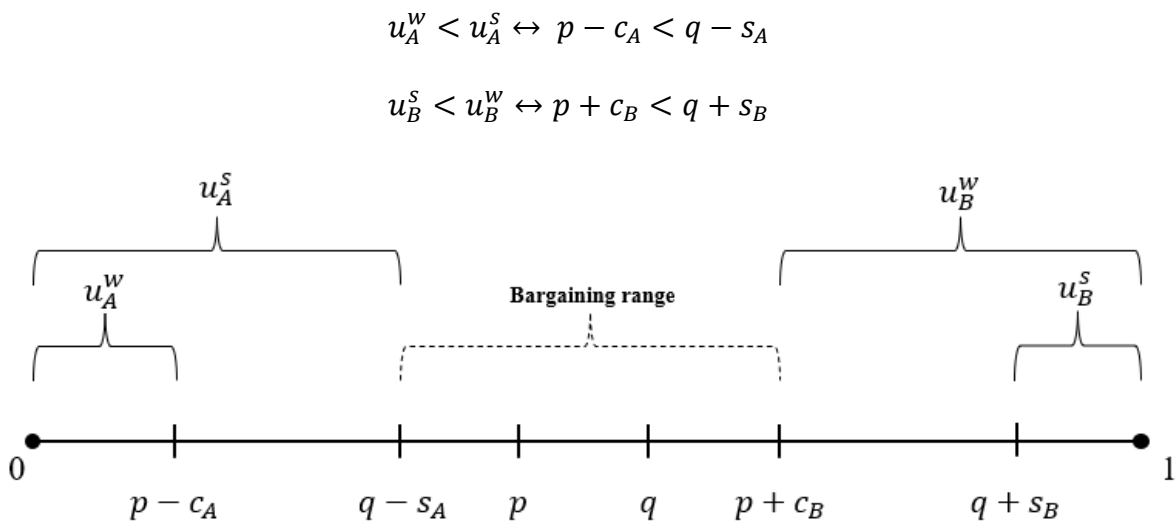 u_A^w < u_A^s ↔ p − c_A < q − s_A
u_B^s < u_B^w ↔ p + c_B < q + s_B
u_A^s u_B^w
u_A^w Bargaining range u_B^s
0 1
p − c_A q − s_A p q p + c_B q + s_B